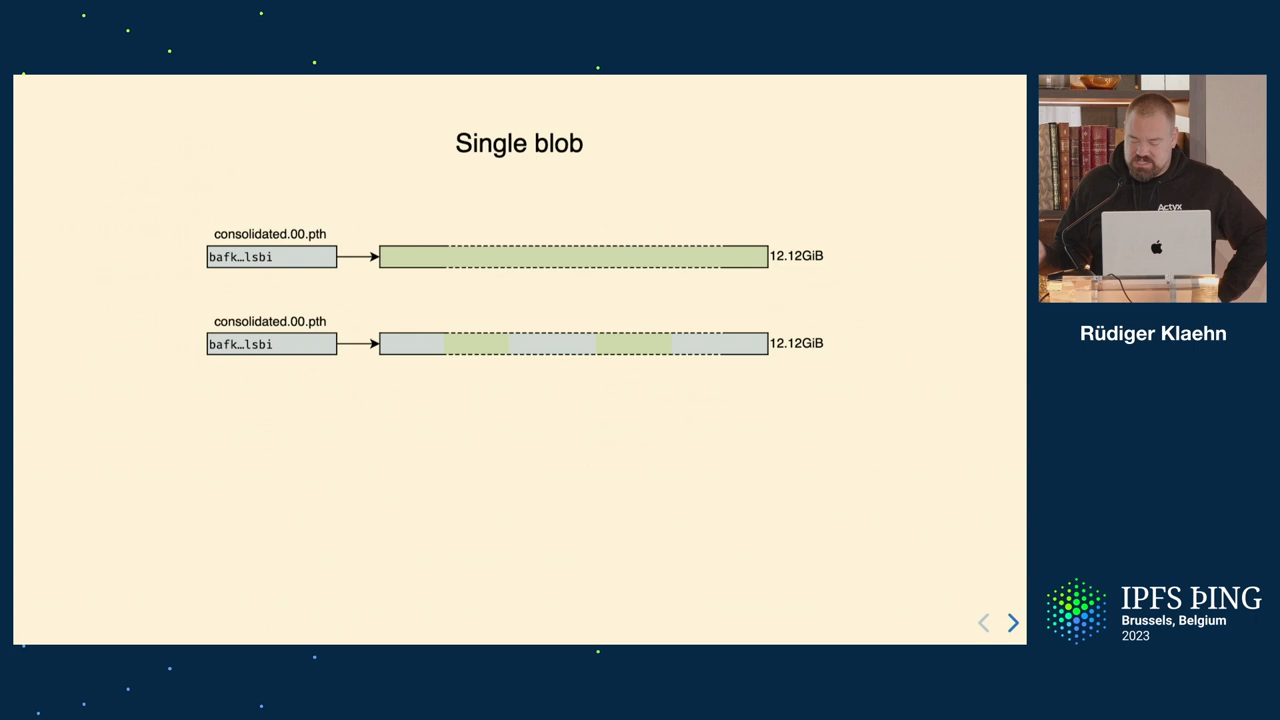 Single blob
consolidated.00.pth
bafk…lsbi
12.12GiB
consolidated.00.pth
bafk…lsbi
12.12GiB
Actyx
Rüdiger Klaehn
IPFS ÞING
Brussels, Belgium
2023